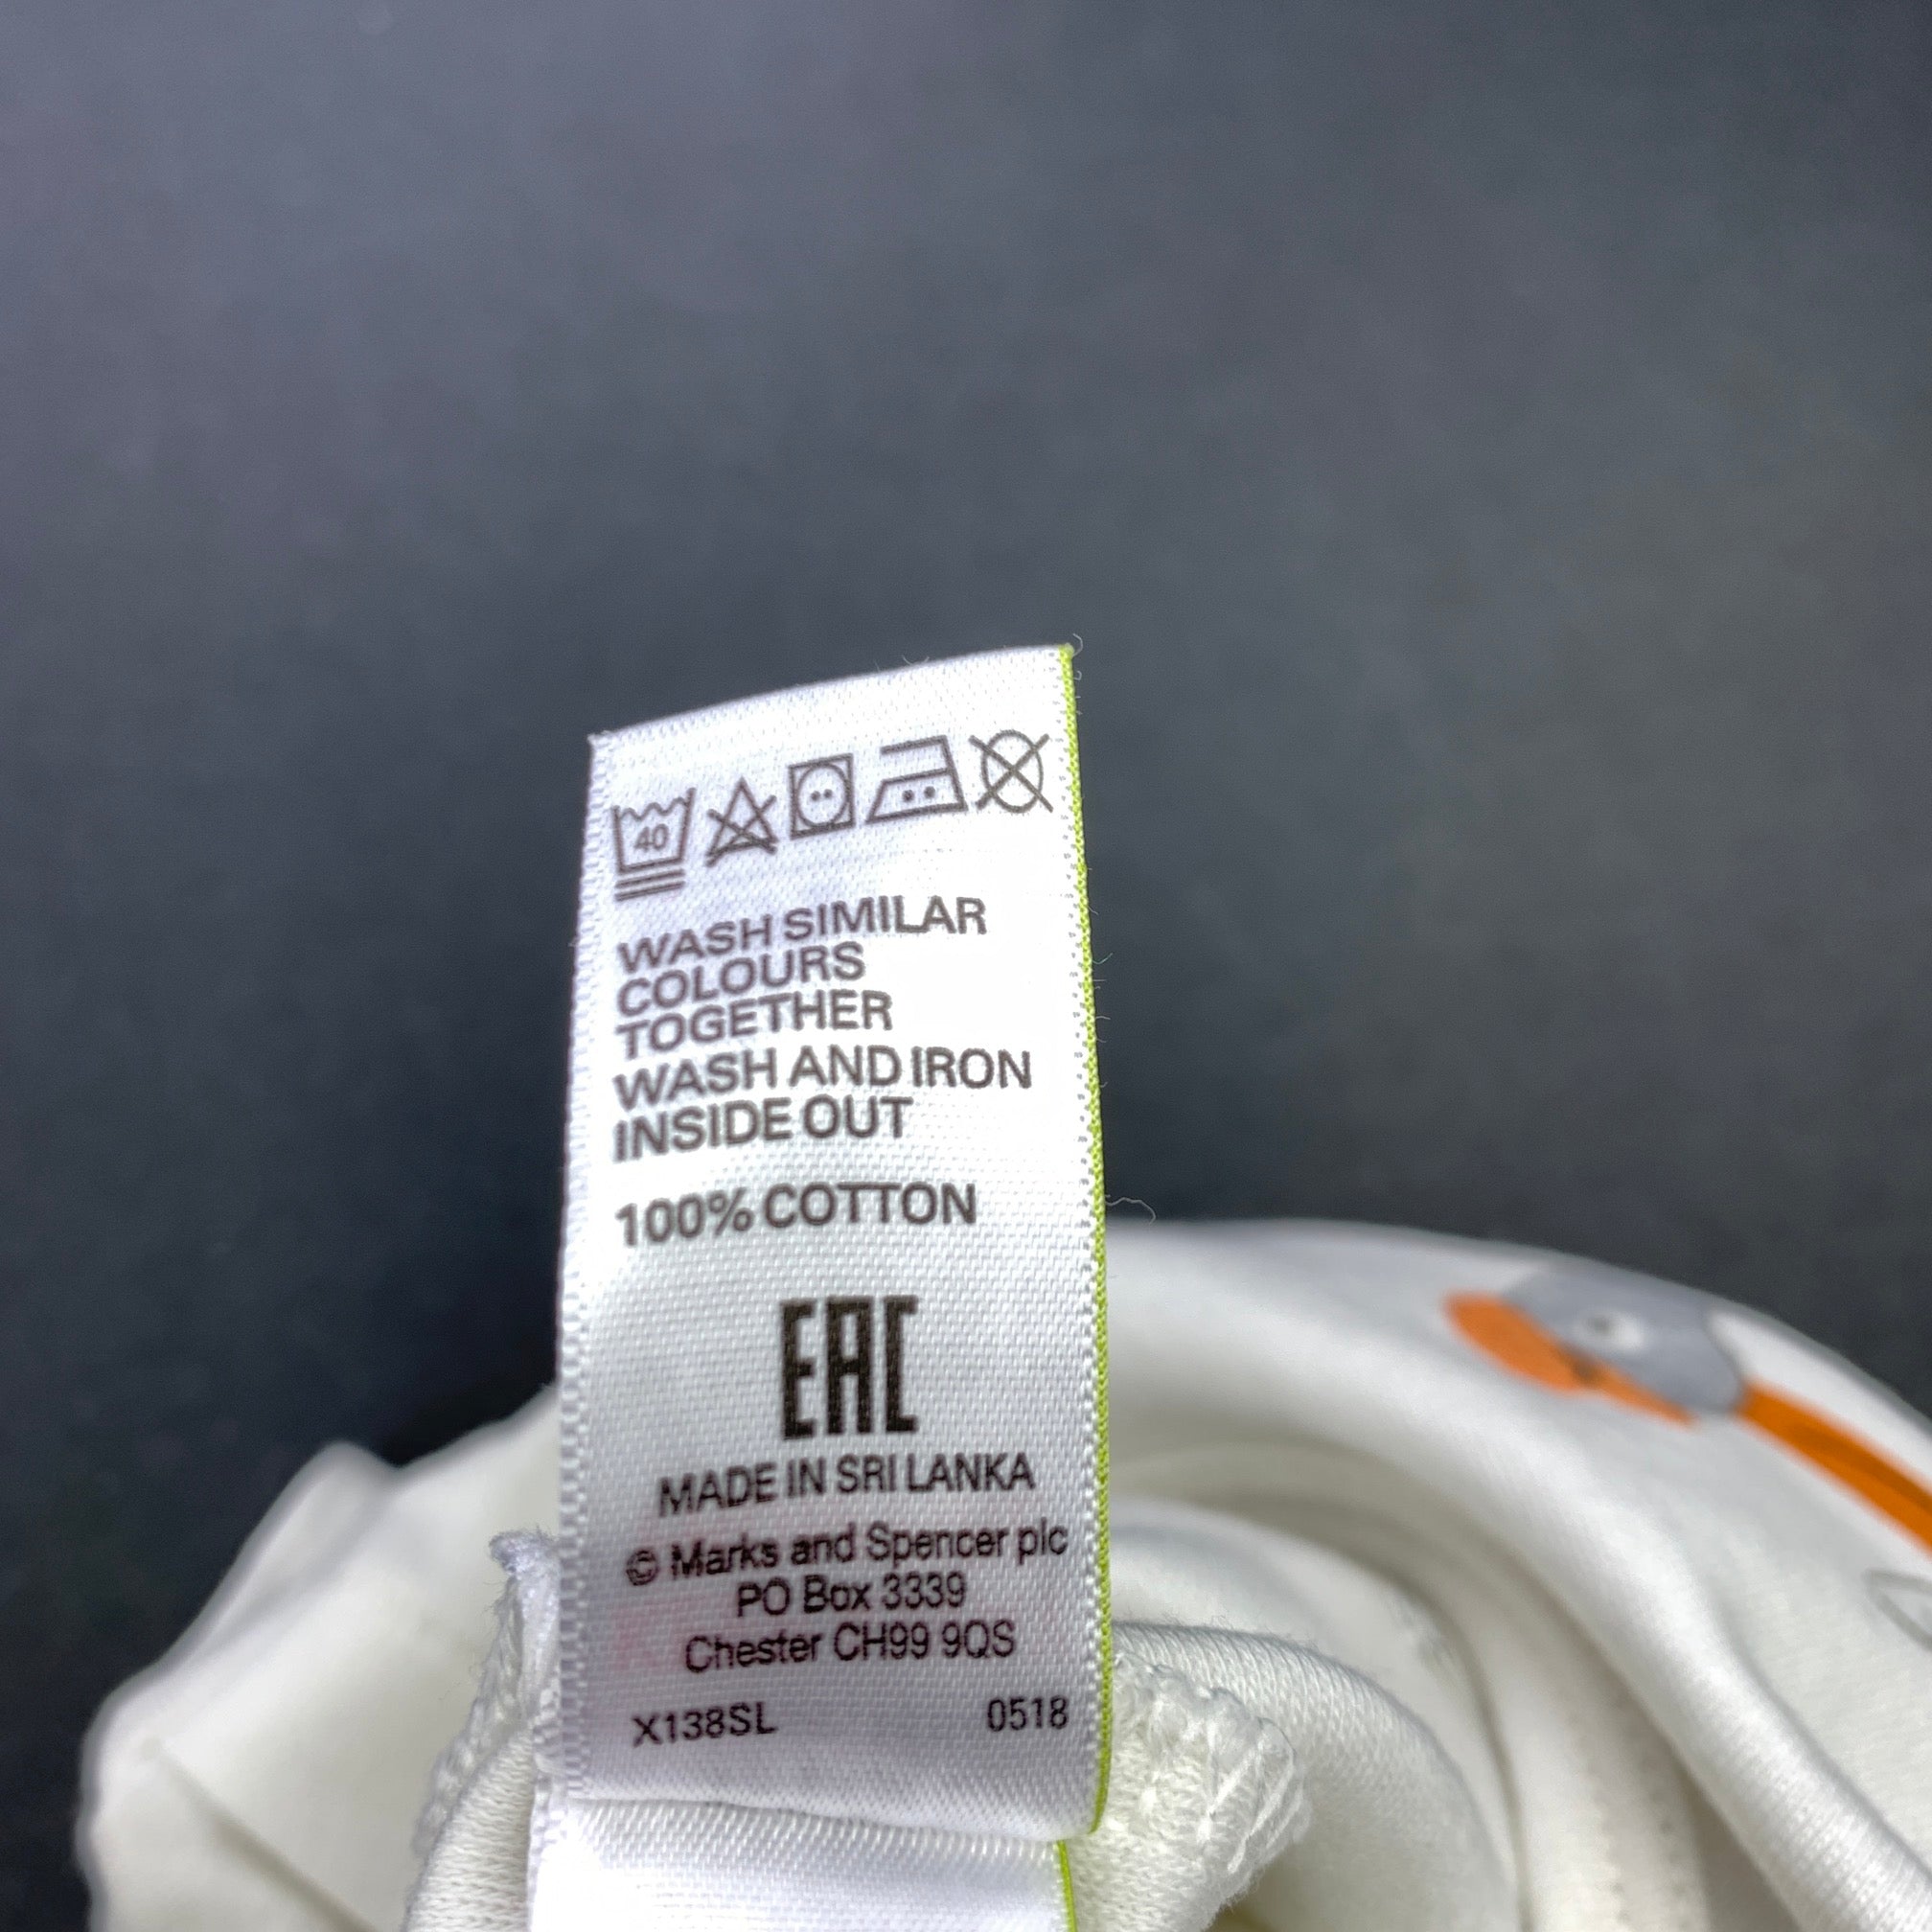 40
WASH SIMILAR
COLOURS
TOGETHER
WASH AND IRON
INSIDE OUT
100% COTTON
EAC
MADE IN SRI LANKA
© Marks and Spencer plc
PO Box 3339
Chester CH99 9QS
X138SL 0518